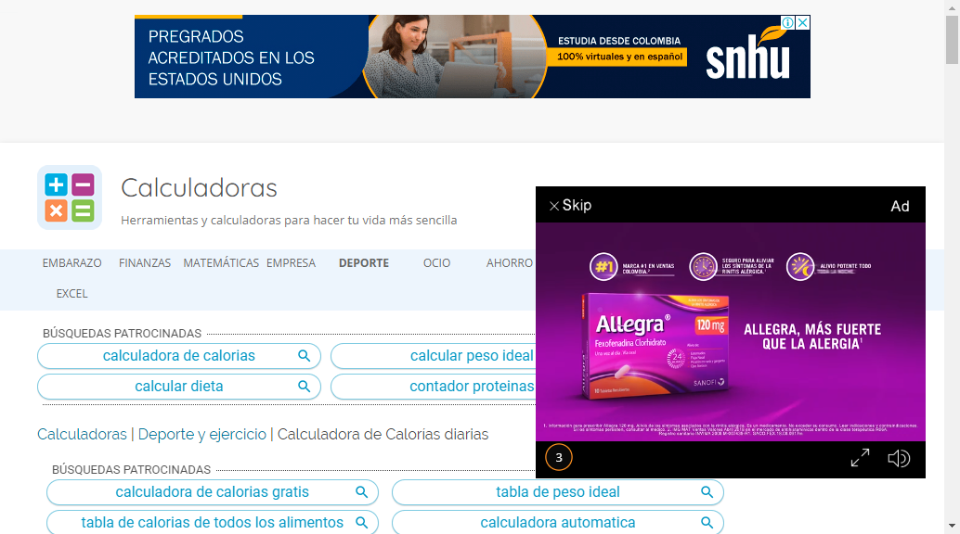 PREGRADOS
ACREDITADOS EN LOS
ESTADOS UNIDOS
ESTUDIA DESDE COLOMBIA
100% virtuales y en español
snhu
Calculadoras
Herramientas y calculadoras para hacer tu vida más sencilla
Skip
Ad
EMBARAZO FINANZAS MATEMÁTICAS EMPRESA DEPORTE OCIO AHORRO
EXCEL
#1 MARCA #1 EN VENTAS
COLOMBIA.²
SEGURO PARA ALIVIAR
LOS SÍNTOMAS DE LA
RINITIS ALÉRGICA.¹
ALIVIO POTENTE TODO
Allegra®
120 mg
Fexofenadina Clorhidrato
24
SANOFI
ALLEGRA, MÁS FUERTE
QUE LA ALERGIA¹
3
BÚSQUEDAS PATROCINADAS
calculadora de calorias
calcular peso ideal
calcular dieta
contador proteinas
Calculadoras | Deporte y ejercicio | Calculadora de Calorías diarias
BÚSQUEDAS PATROCINADAS
calculadora de calorias gratis
tabla de peso ideal
tabla de calorias de todos los alimentos
calculadora automatica